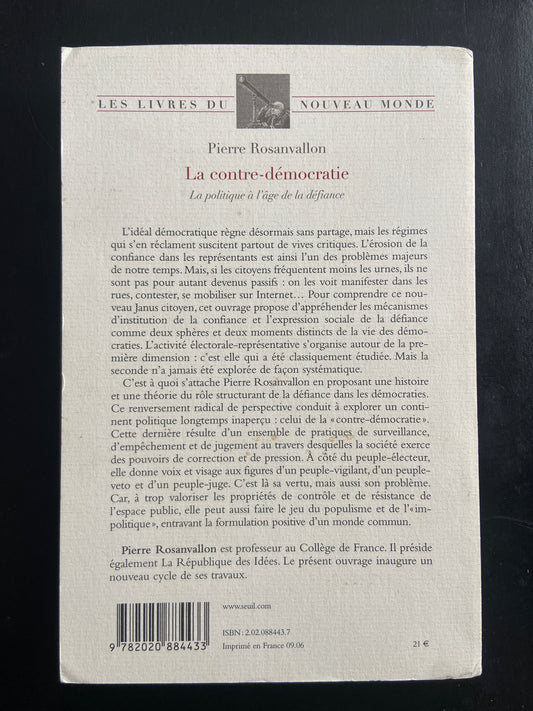 LES LIVRES DU NOUVEAU MONDE
Pierre Rosanvallon
La contre-démocratie
La politique à l'âge de la défiance
L'idéal démocratique règne désormais sans partage, mais les régimes
qui s'en réclament suscitent partout de vives critiques. L'érosion de la
confiance dans les représentants est ainsi l'un des problèmes majeurs
de notre temps. Mais, si les citoyens fréquentent moins les urnes, ils ne
sont pas pour autant devenus passifs : on les voit manifester dans les
rues, contester, se mobiliser sur Internet… Pour comprendre ce nou-
veau Janus citoyen, cet ouvrage propose d'appréhender les mécanismes
d'institution de la confiance et l'expression sociale de la défiance
comme deux sphères et deux moments distincts de la vie des démo-
craties. L'activité électorale-représentative s'organise autour de la pre-
mière dimension : c'est elle qui a été classiquement étudiée. Mais la
seconde n'a jamais été explorée de façon systématique.
C'est à quoi s'attache Pierre Rosanvallon en proposant une histoire
et une théorie du rôle structurant de la défiance dans les démocraties.
Ce renversement radical de perspective conduit à explorer un conti-
nent politique longtemps inaperçu : celui de la « contre-démocratie ».
Cette dernière résulte d'un ensemble de pratiques de surveillance,
d'empêchement et de jugement au travers desquelles la société exerce
des pouvoirs de correction et de pression. À côté du peuple-électeur,
elle donne voix et visage aux figures d'un peuple-vigilant, d'un peuple-
veto et d'un peuple-juge. C'est là sa vertu, mais aussi son problème.
Car, à trop valoriser les propriétés de contrôle et de résistance de
l'espace public, elle peut aussi faire le jeu du populisme et de l'« im-
politique », entravant la formulation positive d'un monde commun.
Pierre Rosanvallon est professeur au Collège de France. Il préside
également La République des Idées. Le présent ouvrage inaugure un
nouveau cycle de ses travaux.
www.seuil.com
ISBN : 2.02.088443.7
Imprimé en France 09.06
21 €
9 782020 884433